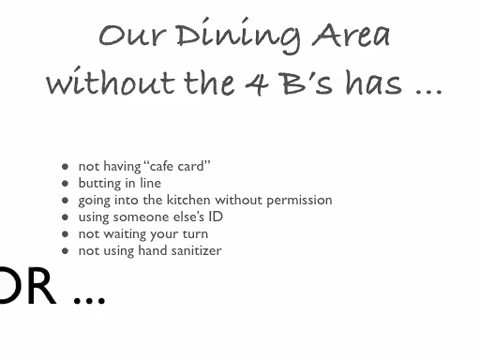 Our Dining Area
without the 4 B's has ...
• not having "cafe card"
• butting in line
• going into the kitchen without permission
• using someone else's ID
• not waiting your turn
• not using hand sanitizer
OR ...